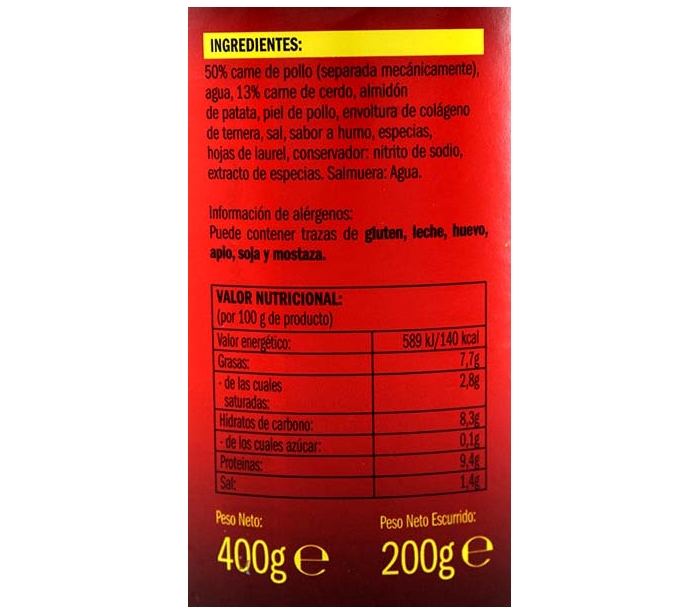 INGREDIENTES:
50% carne de pollo (separada mecánicamente),
agua, 13% carne de cerdo, almidón
de patata, piel de pollo, envoltura de colágeno
de ternera, sal, sabor a humo, especias,
hojas de laurel, conservador: nitrito de sodio,
extracto de especias. Salmuera: Agua.
Información de alérgenos:
Puede contener trazas de gluten, leche, huevo,
apio, soja y mostaza.
VALOR NUTRICIONAL:
(por 100 g de producto)
Valor energético: 589 kJ/140 kcal
Grasas: 7,7g
- de las cuales saturadas: 2,8g
Hidratos de carbono: 8,3g
- de los cuales azúcar: 0,1g
Proteinas: 9,4g
Sal: 1,4g
Peso Neto: Peso Neto Escurrido:
400g e 200g e